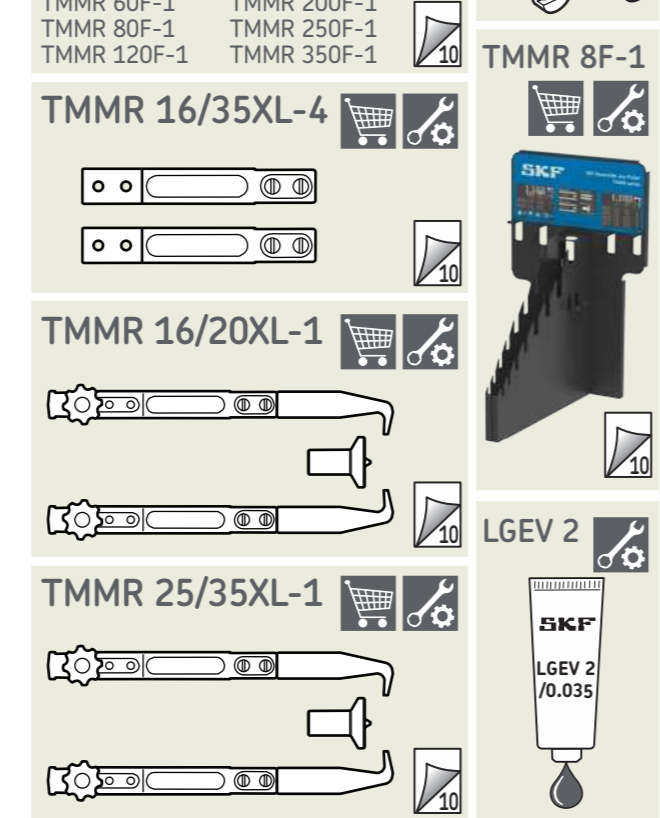 TMMR 60F-1 TMMR 200F-1
TMMR 80F-1 TMMR 250F-1
TMMR 120F-1 TMMR 350F-1
10
TMMR 16/35XL-4
10
TMMR 16/20XL-1
10
TMMR 25/35XL-1
10
TMMR 8F-1
SKF
10
LGEV 2
SKF
LGEV 2
/0.035